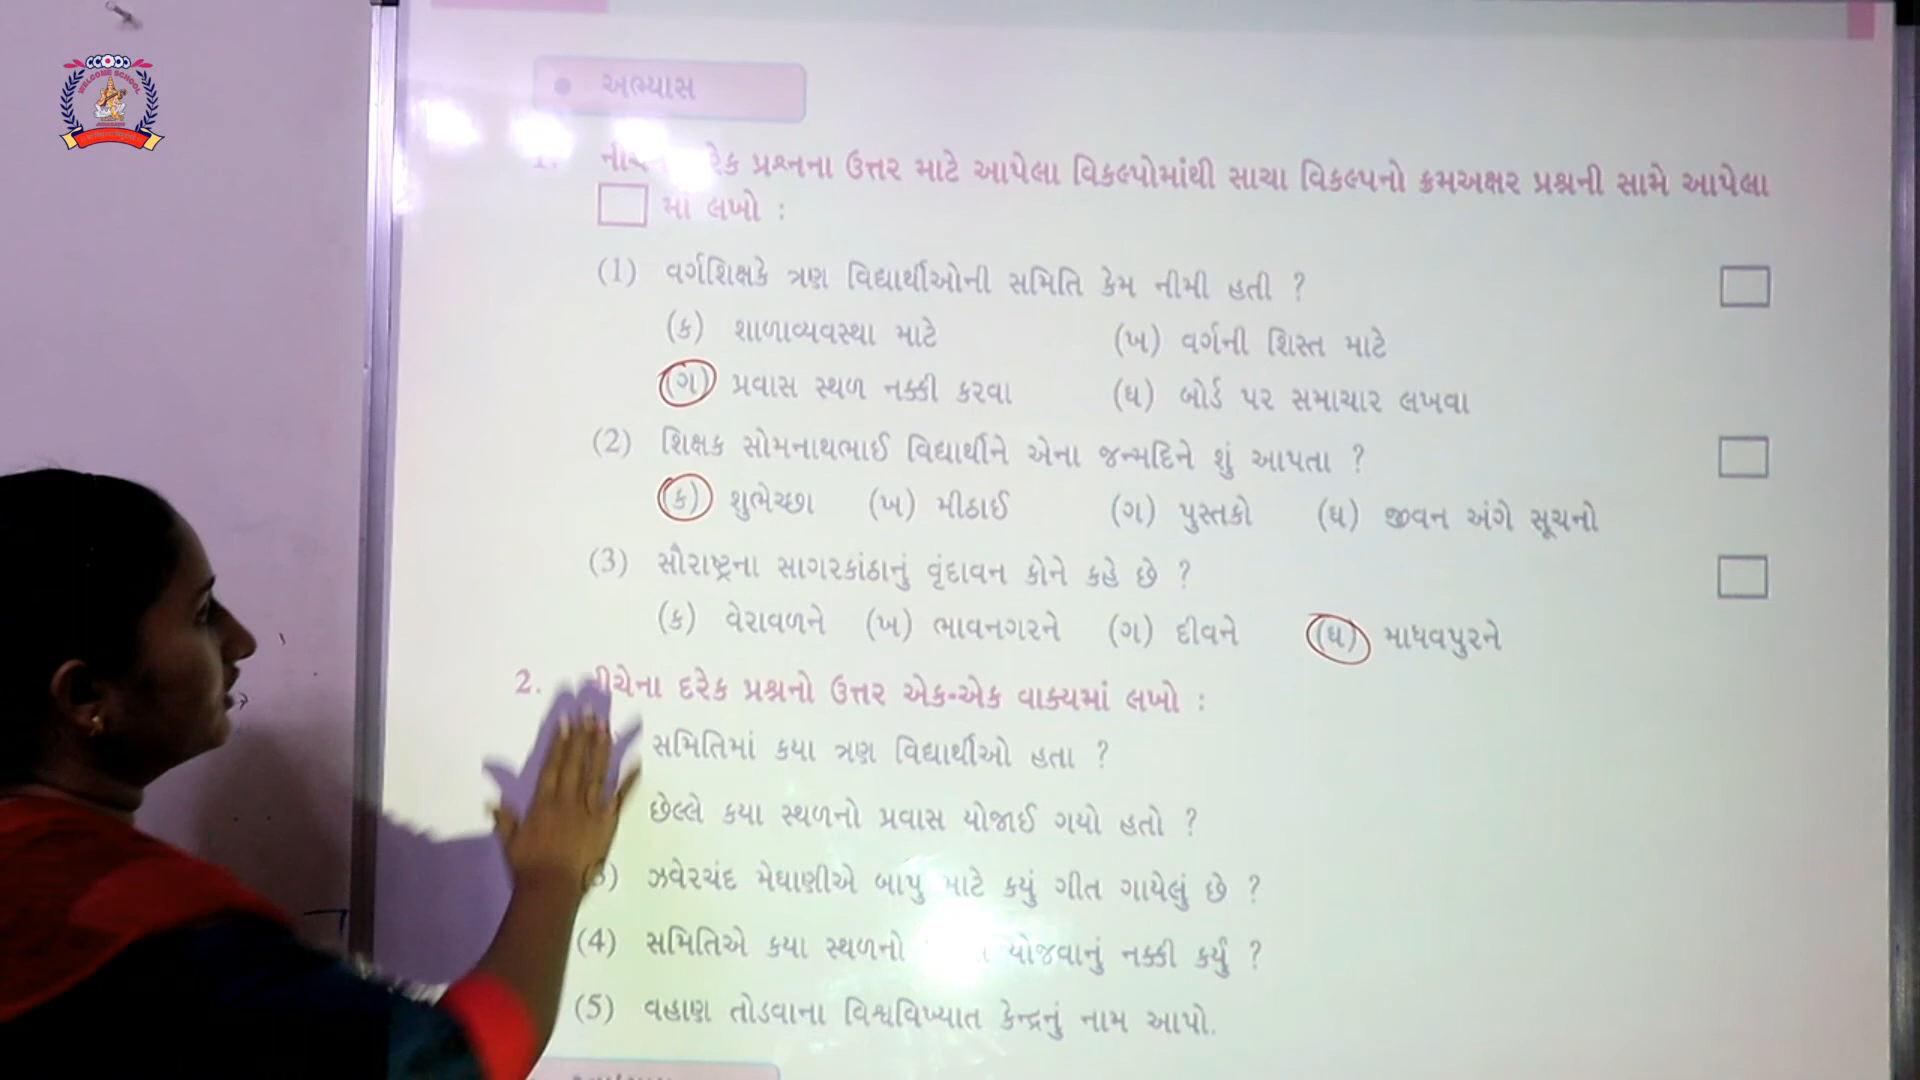 WELCOME SCHOOL
અભ્યાસ
પ્રશ્નના ઉત્તર માટે આપેલા વિકલ્પોમાંથી સાચા વિકલ્પનો ક્રમઅક્ષર પ્રશ્નની સામે આપેલા
માં લખો :
(1) વર્ગશિક્ષકે ત્રણ વિદ્યાર્થીઓની સમિતિ કેમ નીમી હતી ?
(ક) શાળાવ્યવસ્થા માટે (ખ) વર્ગની શિસ્ત માટે
(ગ) પ્રવાસ સ્થળ નક્કી કરવા (ઘ) બોર્ડ પર સમાચાર લખવા
(2) શિક્ષક સોમનાથભાઈ વિદ્યાર્થીને એના જન્મદિને શું આપતા ?
(ક) શુભેચ્છા (ખ) મીઠાઈ (ગ) પુસ્તકો (ઘ) જીવન અંગે સૂચનો
(3) સૌરાષ્ટ્રના સાગરકાંઠાનું વૃંદાવન કોને કહે છે ?
(ક) વેરાવળને (ખ) ભાવનગરને (ગ) દીવને (ઘ) માધવપુરને
2. નીચેના દરેક પ્રશ્નનો ઉત્તર એક-એક વાક્યમાં લખો :
સમિતિમાં કયા ત્રણ વિદ્યાર્થીઓ હતા ?
છેલ્લે કયા સ્થળનો પ્રવાસ યોજાઈ ગયો હતો ?
(3) ઝવેરચંદ મેઘાણીએ બાપુ માટે કયું ગીત ગાયેલું છે ?
(4) સમિતિએ કયા સ્થળનો યોજવાનું નક્કી કર્યું ?
(5) વહાણ તોડવાના વિશ્વવિખ્યાત કેન્દ્રનું નામ આપો.